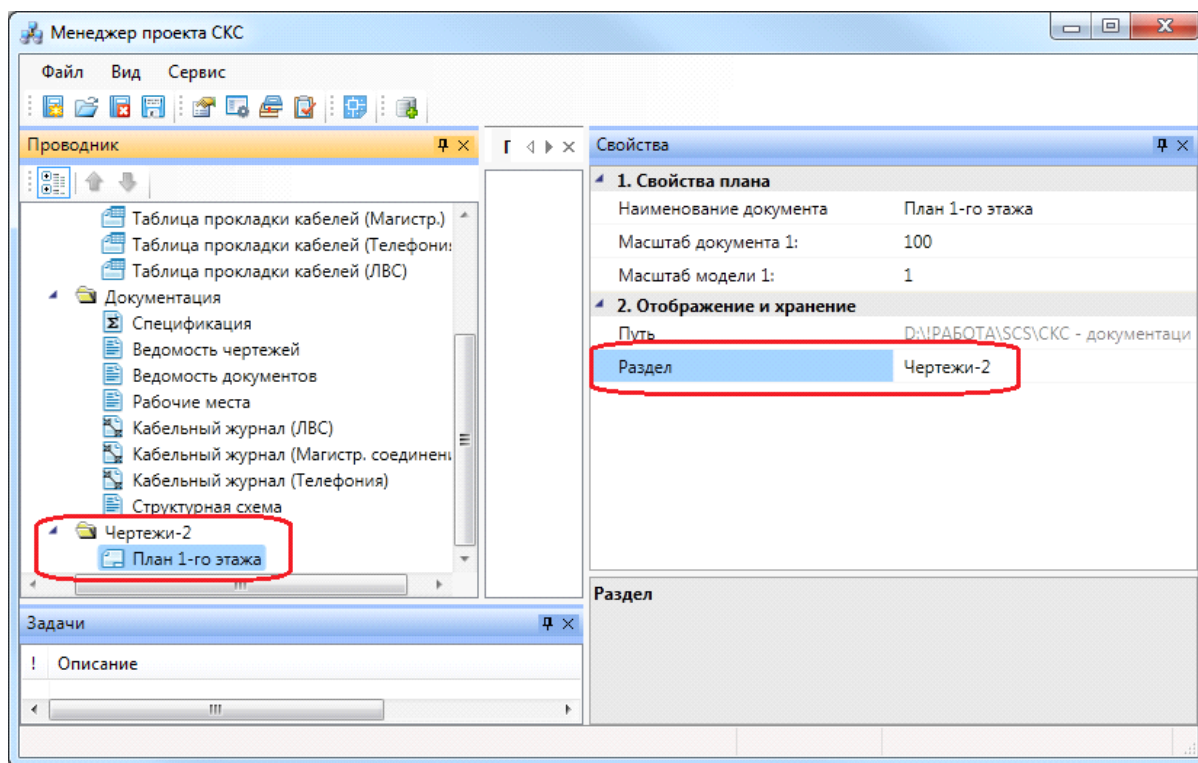 Менеджер проекта СКС
Файл Вид Сервис
Проводник
Таблица прокладки кабелей (Магистр.)
Таблица прокладки кабелей (Телефони
Таблица прокладки кабелей (ЛВС)
Документация
Спецификация
Ведомость чертежей
Ведомость документов
Рабочие места
Кабельный журнал (ЛВС)
Кабельный журнал (Магистр. соединен
Кабельный журнал (Телефония)
Структурная схема
Чертежи-2
План 1-го этажа
Задачи
! Описание
Свойства
1. Свойства плана
Наименование документа План 1-го этажа
Масштаб документа 1: 100
Масштаб модели 1: 1
2. Отображение и хранение
Путь D:\!РАБОТА\SCS\СКС - документаци
Раздел Чертежи-2
Раздел